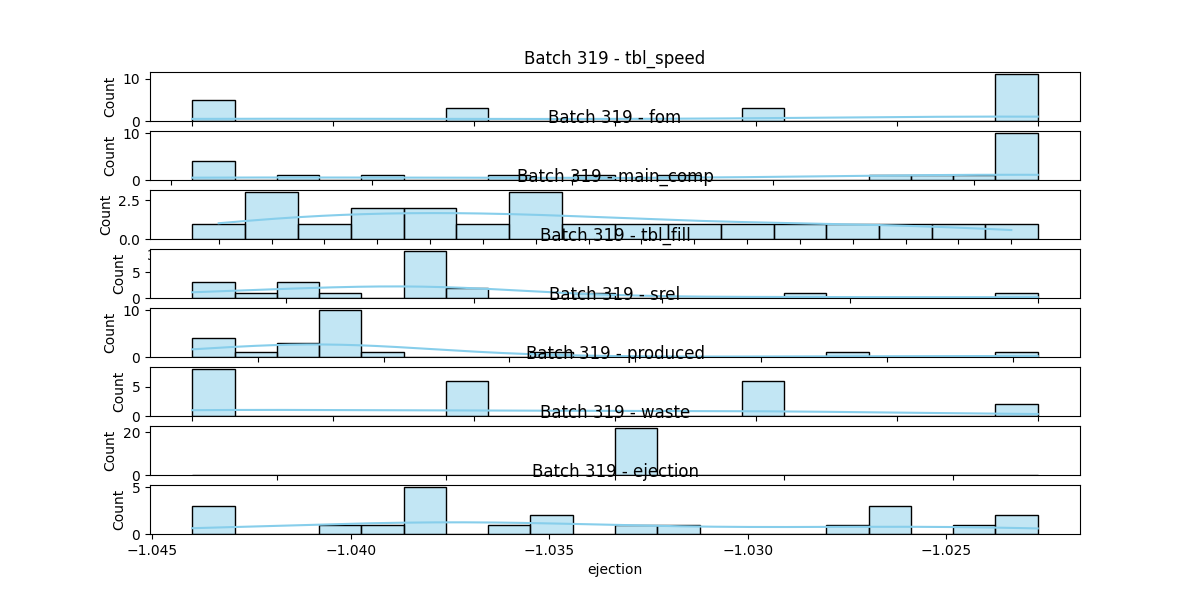 Batch 319 - tbl_speed
10
0
Count
Batch 319 - fom
10
0
Count
Batch 319 - main_comp
2.5
0.0
Count
Batch 319 - tbl_fill
5
0
Count
Batch 319 - srel
10
0
Count
Batch 319 - produced
5
0
Count
Batch 319 - waste
20
0
Count
Batch 319 - ejection
5
0
Count
−1.045 −1.040 −1.035 −1.030 −1.025
ejection